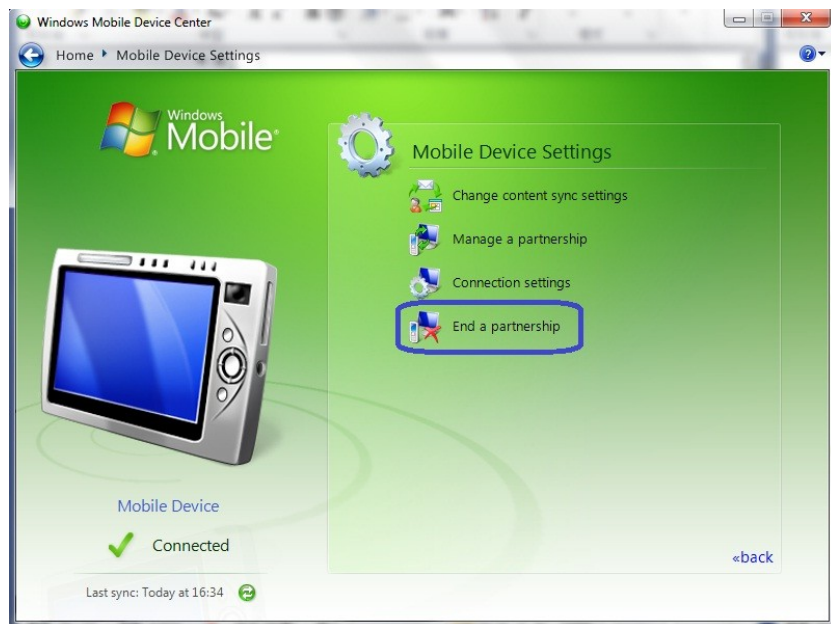 Windows Mobile Device Center
Home ▸ Mobile Device Settings
Windows
Mobile®
Mobile Device Settings
Change content sync settings
Manage a partnership
Connection settings
End a partnership
Mobile Device
Connected
«back
Last sync: Today at 16:34